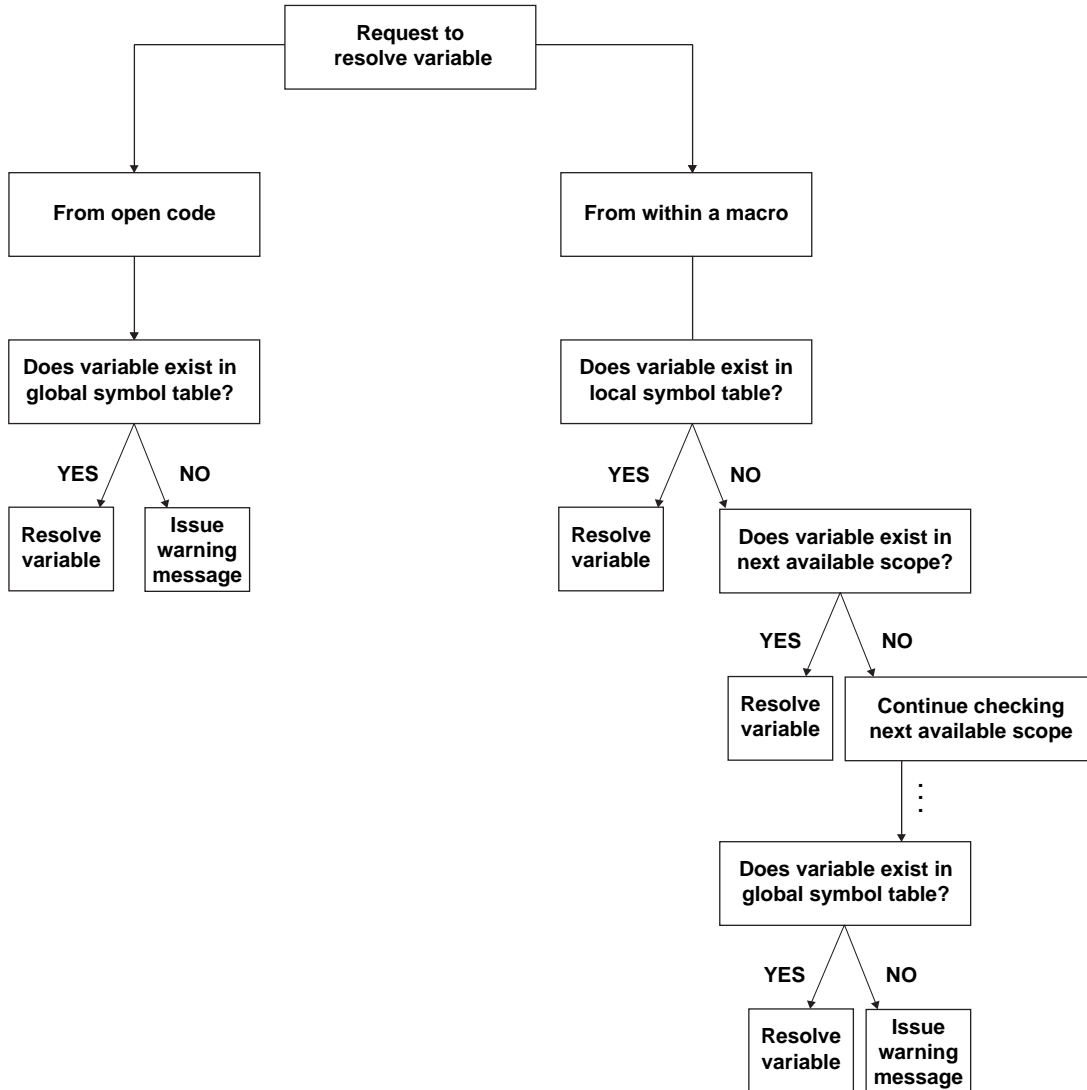 Request to
resolve variable
From open code
From within a macro
Does variable exist in
global symbol table?
Does variable exist in
local symbol table?
YES
NO
YES
NO
Resolve
variable
Issue
warning
message
Resolve
variable
Does variable exist in
next available scope?
YES
NO
Resolve
variable
Continue checking
next available scope
Does variable exist in
global symbol table?
YES
NO
Resolve
variable
Issue
warning
message